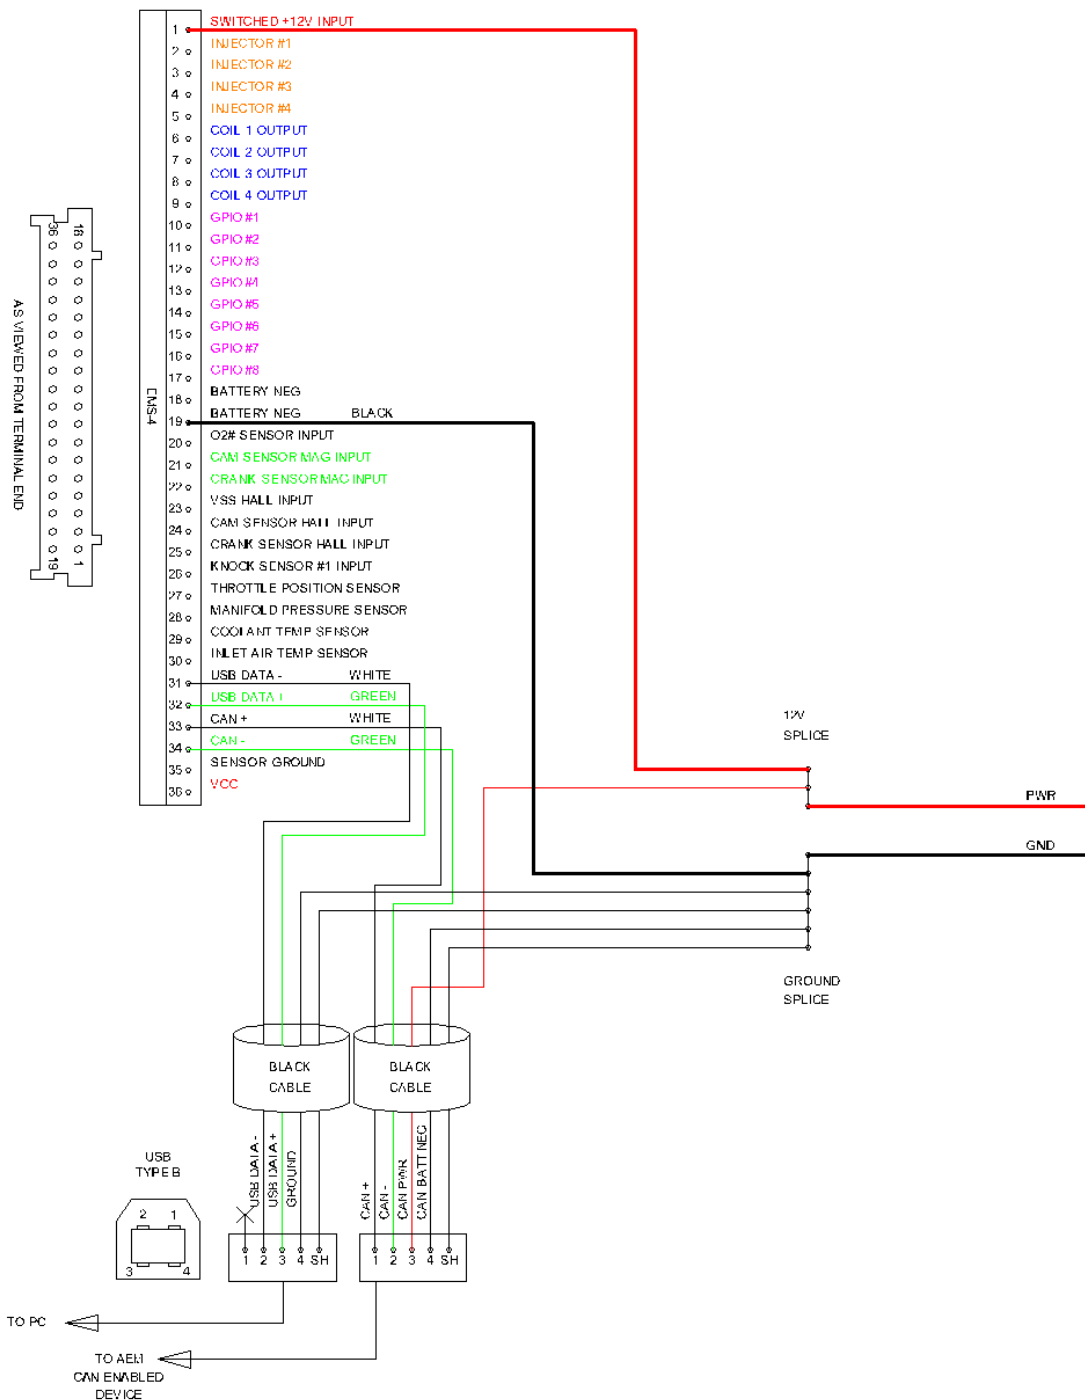 SWITCHED +12V INPUT
1
INJECTOR #1
2
INJECTOR #2
3
INJECTOR #3
4
INJECTOR #4
5
COIL 1 OUTPUT
6
COIL 2 OUTPUT
7
COIL 3 OUTPUT
8
COIL 4 OUTPUT
9
GPIO #1
10
GPIO #2
11
GPIO #3
12
GPIO #4
13
GPIO #5
14
GPIO #6
15
GPIO #7
16
GPIO #8
17
BATTERY NEG
18
BATTERY NEG BLACK
19
O2# SENSOR INPUT
20
CAM SENSOR MAG INPUT
21
CRANK SENSOR MAG INPUT
22
VSS HALL INPUT
23
CAM SENSOR HALL INPUT
24
CRANK SENSOR HALL INPUT
25
KNOCK SENSOR #1 INPUT
26
THROTTLE POSITION SENSOR
27
MANIFOLD PRESSURE SENSOR
28
COOLANT TEMP SENSOR
29
INLET AIR TEMP SENSOR
30
USB DATA - WHITE
31
USB DATA + GREEN
32
CAN + WHITE
33
CAN - GREEN
34
SENSOR GROUND
35
VCC
36
EMS-4
36 18
19 1
AS VIEWED FROM TERMINAL END
12V
SPLICE
PWR
GND
GROUND
SPLICE
BLACK
CABLE
BLACK
CABLE
USB DATA -
USB DATA +
GROUND
CAN +
CAN -
CAN PWR
CAN BATT NEG
USB
TYPE B
2 1
3 4
1 2 3 4 SH
1 2 3 4 SH
TO PC
TO AEM
CAN ENABLED
DEVICE